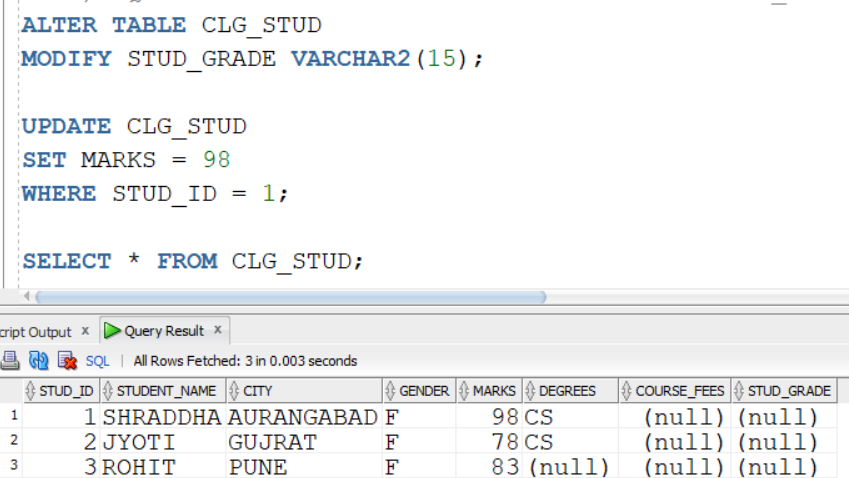 ALTER TABLE CLG_STUD
MODIFY STUD_GRADE VARCHAR2(15);
UPDATE CLG_STUD
SET MARKS = 98
WHERE STUD_ID = 1;
SELECT * FROM CLG_STUD;
cript Output x Query Result x
SQL | All Rows Fetched: 3 in 0.003 seconds
STUD_ID STUDENT_NAME CITY GENDER MARKS DEGREES COURSE_FEES STUD_GRADE
1 1 SHRADDHA AURANGABAD F 98 CS (null) (null)
2 2 JYOTI GUJRAT F 78 CS (null) (null)
3 3 ROHIT PUNE F 83 (null) (null) (null)